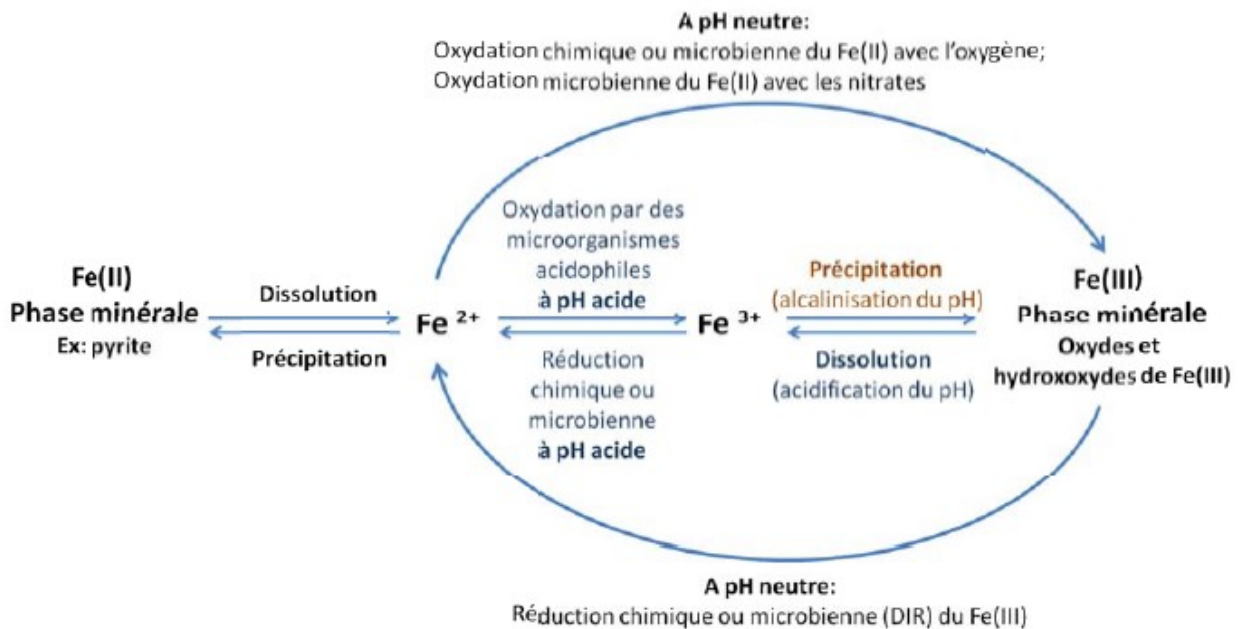 A pH neutre:
Oxydation chimique ou microbienne du Fe(II) avec l'oxygène;
Oxydation microbienne du Fe(II) avec les nitrates
Fe(II)
Phase minérale
Ex: pyrite
Dissolution
Précipitation
Fe 2+
Oxydation par des
microorganismes
acidophiles
à pH acide
Réduction
chimique ou
microbienne
à pH acide
Fe 3+
Précipitation
(alcalinisation du pH)
Dissolution
(acidification du pH)
Fe(III)
Phase minérale
Oxydes et
hydroxoxydes de Fe(III)
A pH neutre:
Réduction chimique ou microbienne (DIR) du Fe(III)